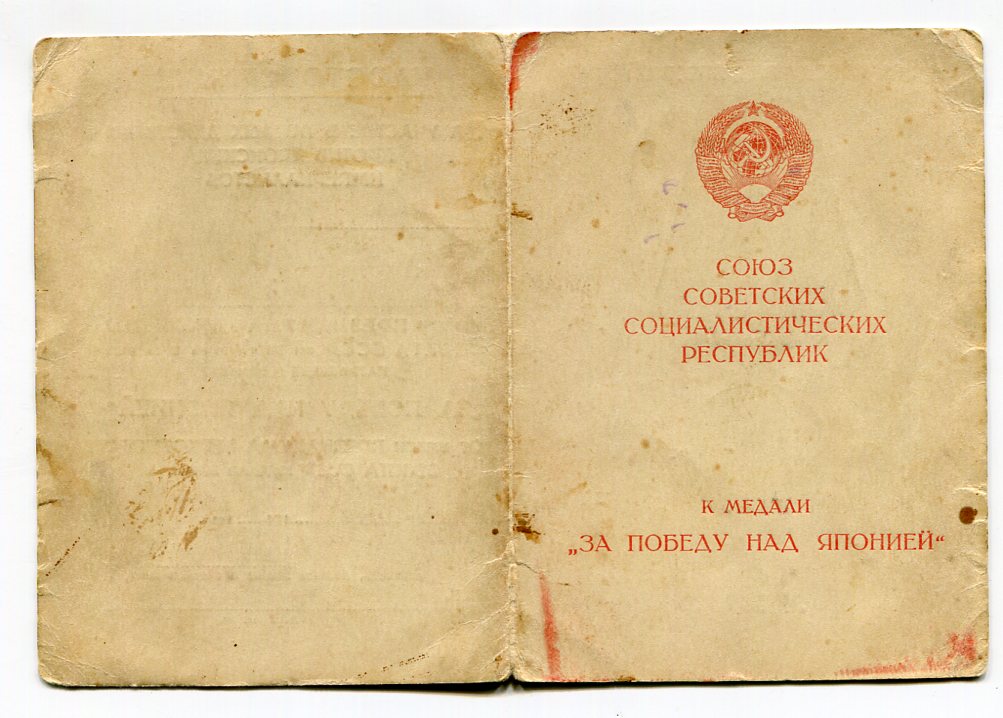 СОЮЗ
СОВЕТСКИХ
СОЦИАЛИСТИЧЕСКИХ
РЕСПУБЛИК
К МЕДАЛИ
„ЗА ПОБЕДУ НАД ЯПОНИЕЙ“